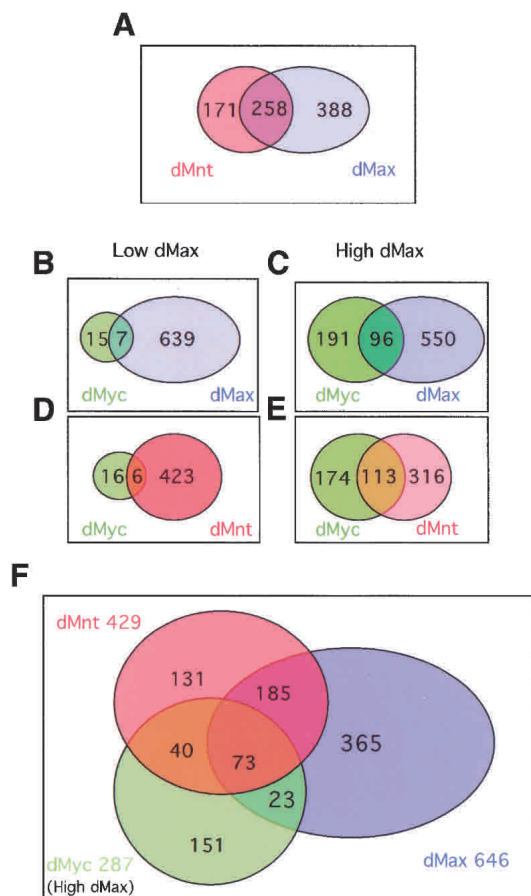 A
171 258 388
dMnt dMax
Low dMax High dMax
B C
15 7 639
191 96 550
dMyc dMax
dMyc dMax
D E
16 6 423
174 113 316
dMyc dMnt
dMyc dMnt
F
dMnt 429
131
185
40 73 365
23
151
dMyc 287
(High dMax)
dMax 646